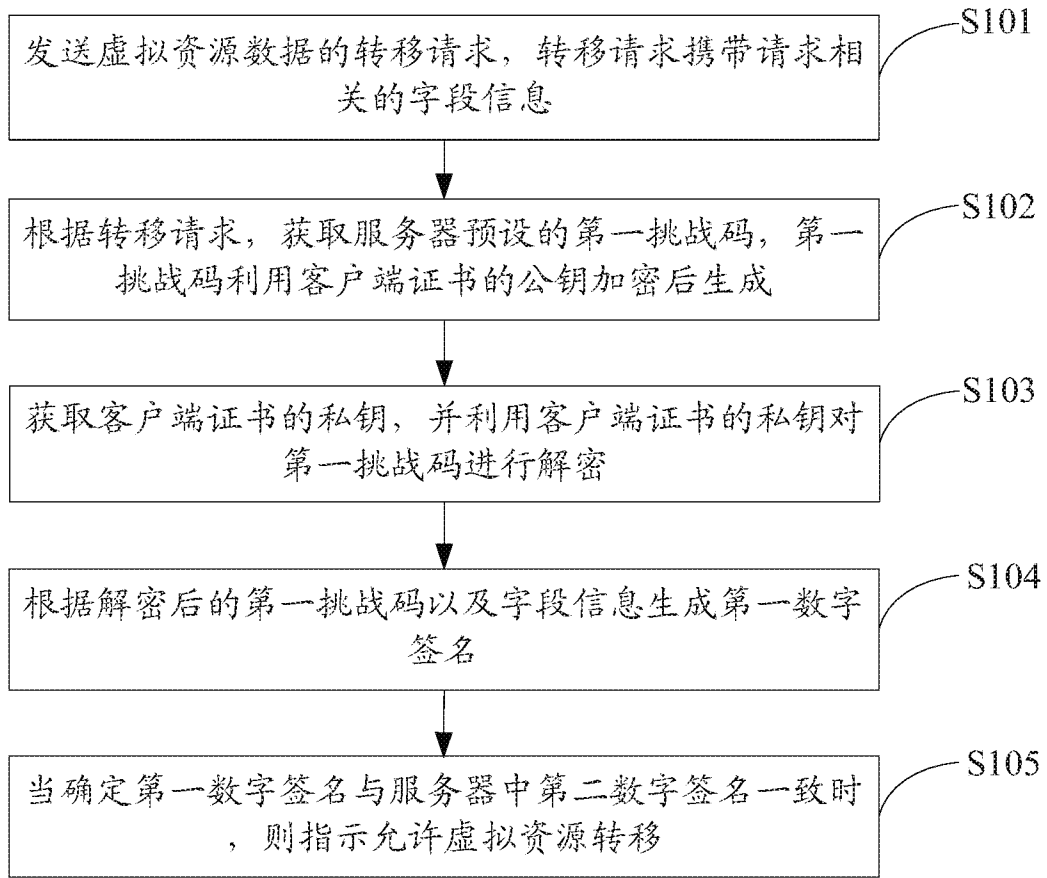 发送虚拟资源数据的转移请求，转移请求携带请求相
关的字段信息
S101
根据转移请求，获取服务器预设的第一挑战码，第一
挑战码利用客户端证书的公钥加密后生成
S102
获取客户端证书的私钥，并利用客户端证书的私钥对
第一挑战码进行解密
S103
根据解密后的第一挑战码以及字段信息生成第一数字
签名
S104
当确定第一数字签名与服务器中第二数字签名一致时
，则指示允许虚拟资源转移
S105